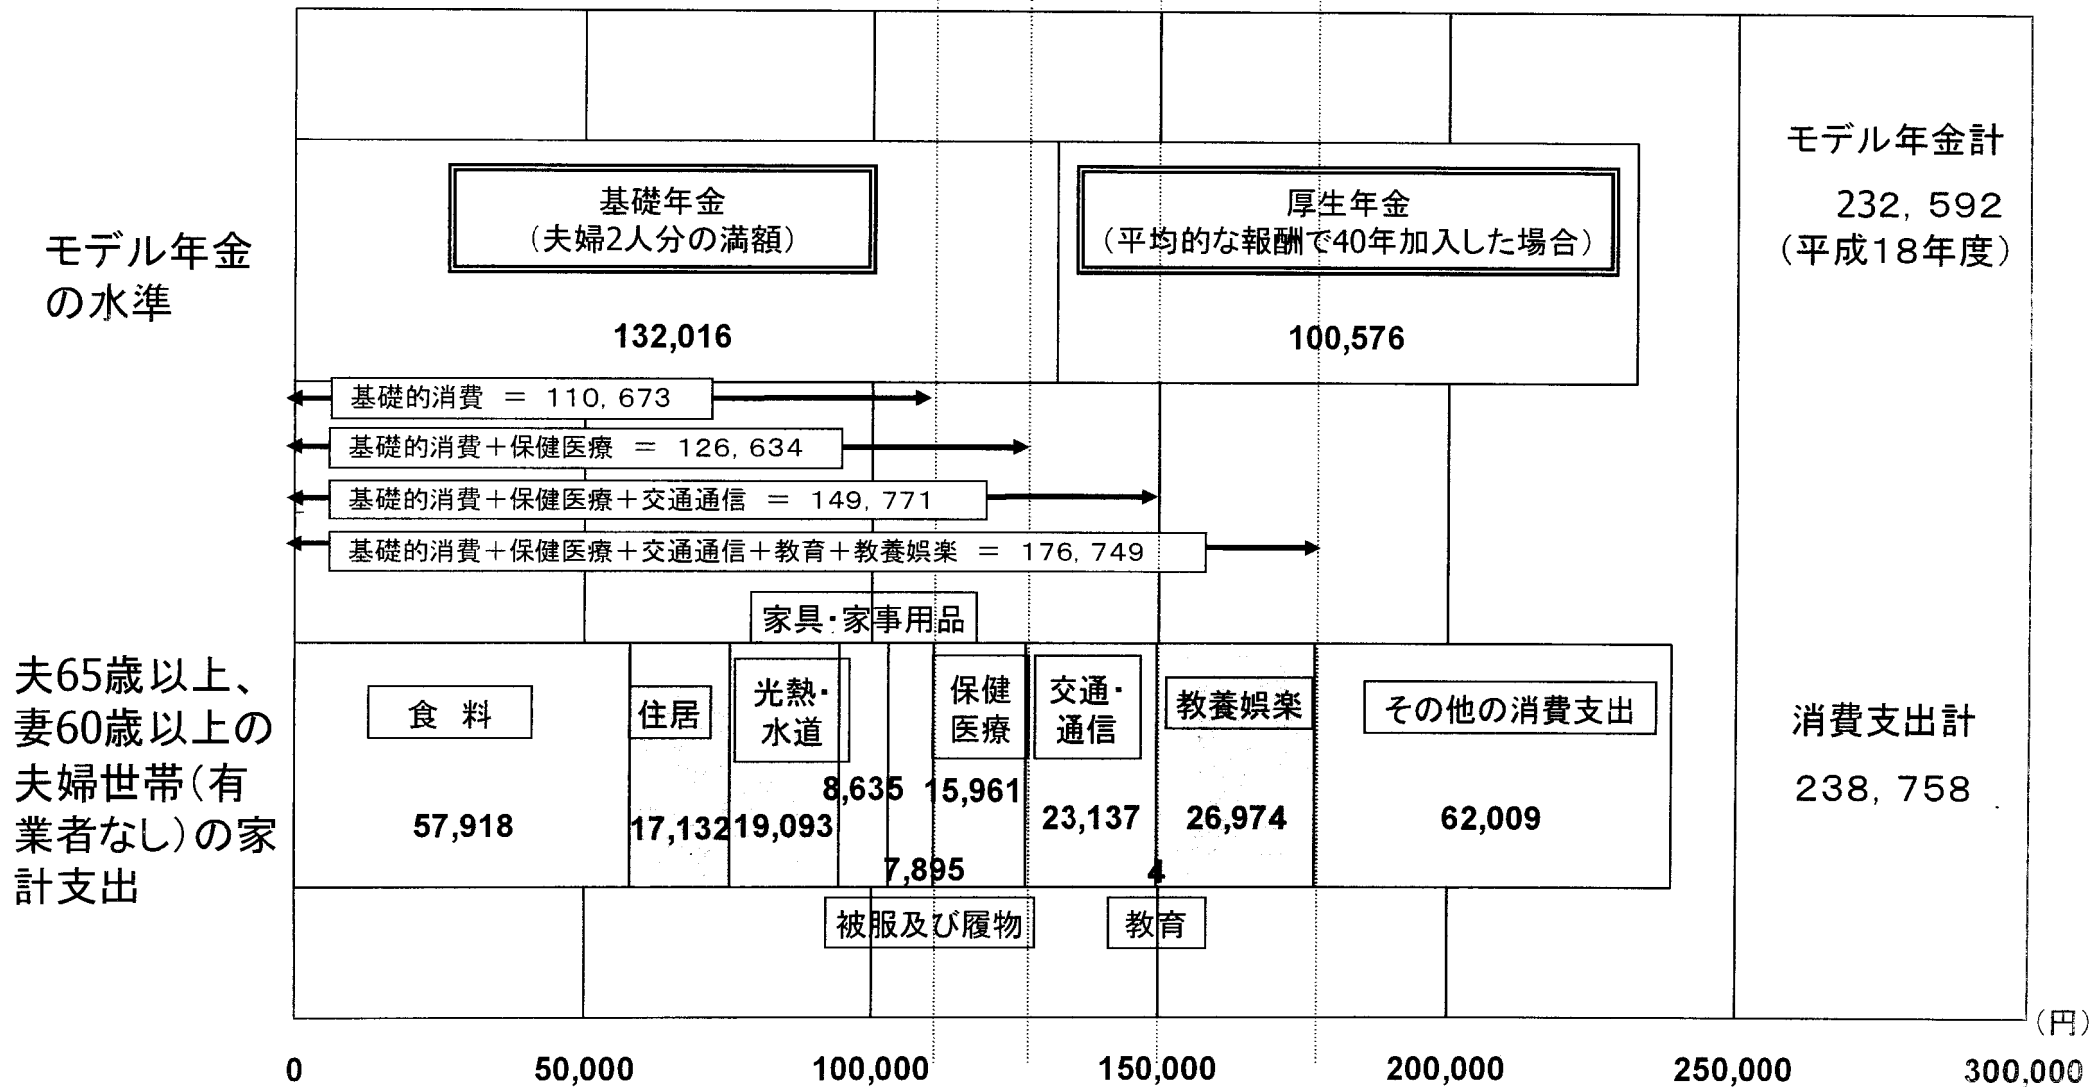 基礎年金
（夫婦2人分の満額）
132,016
厚生年金
（平均的な報酬で40年加入した場合）
100,576
モデル年金計
232，592
（平成18年度）
モデル年金
の水準
基礎的消費 ＝ 110，673
基礎的消費＋保健医療 ＝ 126，634
基礎的消費＋保健医療＋交通通信 ＝ 149，771
基礎的消費＋保健医療＋交通通信＋教育＋教養娯楽 ＝ 176，749
家具・家事用品
夫65歳以上、
妻60歳以上の
夫婦世帯（有
業者なし）の家
計支出
食 料
57,918
住居
17,132
光熱・
水道
19,093
8,635
7,895
保健
医療
15,961
交通・
通信
23,137
4
教養娯楽
26,974
その他の消費支出
62,009
消費支出計
238，758
被服及び履物
教育
（円）
0
50,000
100,000
150,000
200,000
250,000
300,000